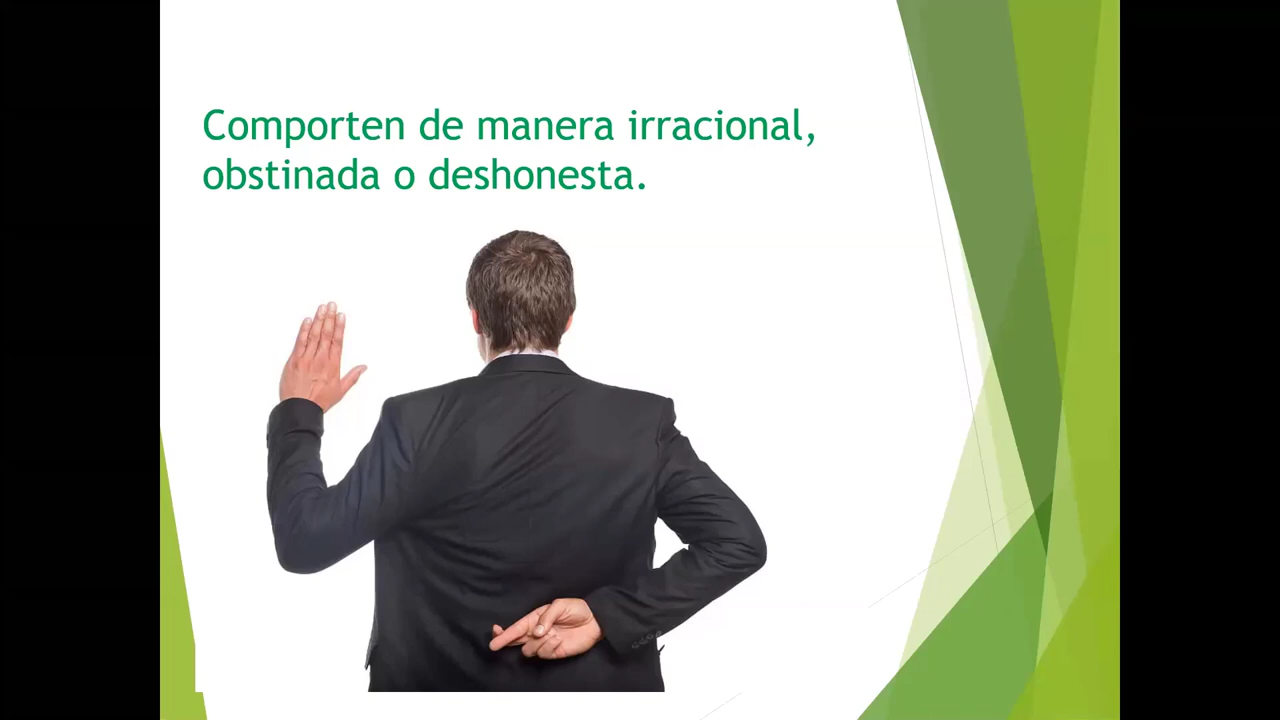 Comporten de manera irracional,
obstinada o deshonesta.